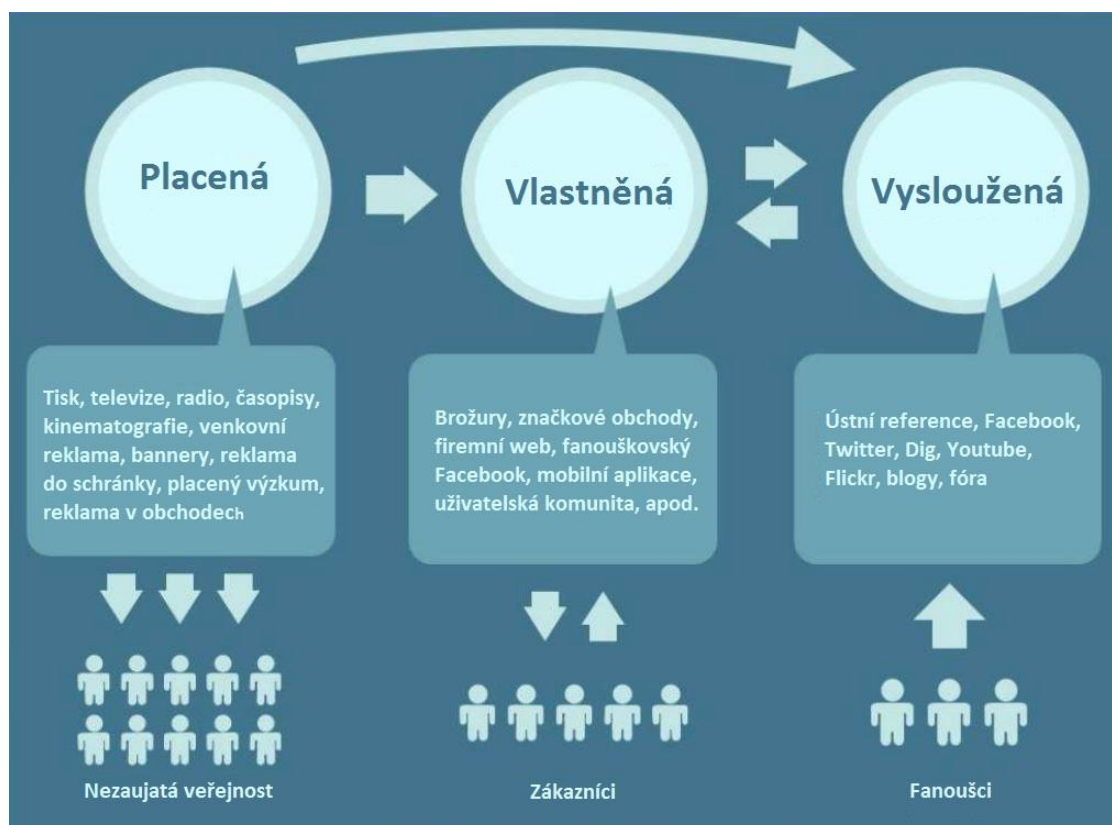 Placená
Vlastněná
Vysloužená
Tisk, televize, radio, časopisy,
kinematografie, venkovní
reklama, bannery, reklama
do schránky, placený výzkum,
reklama v obchodech
Brožury, značkové obchody,
firemní web, fanouškovský
Facebook, mobilní aplikace,
uživatelská komunita, apod.
Ústní reference, Facebook,
Twitter, Dig, Youtube,
Flickr, blogy, fóra
Nezaujatá veřejnost
Zákazníci
Fanoušci